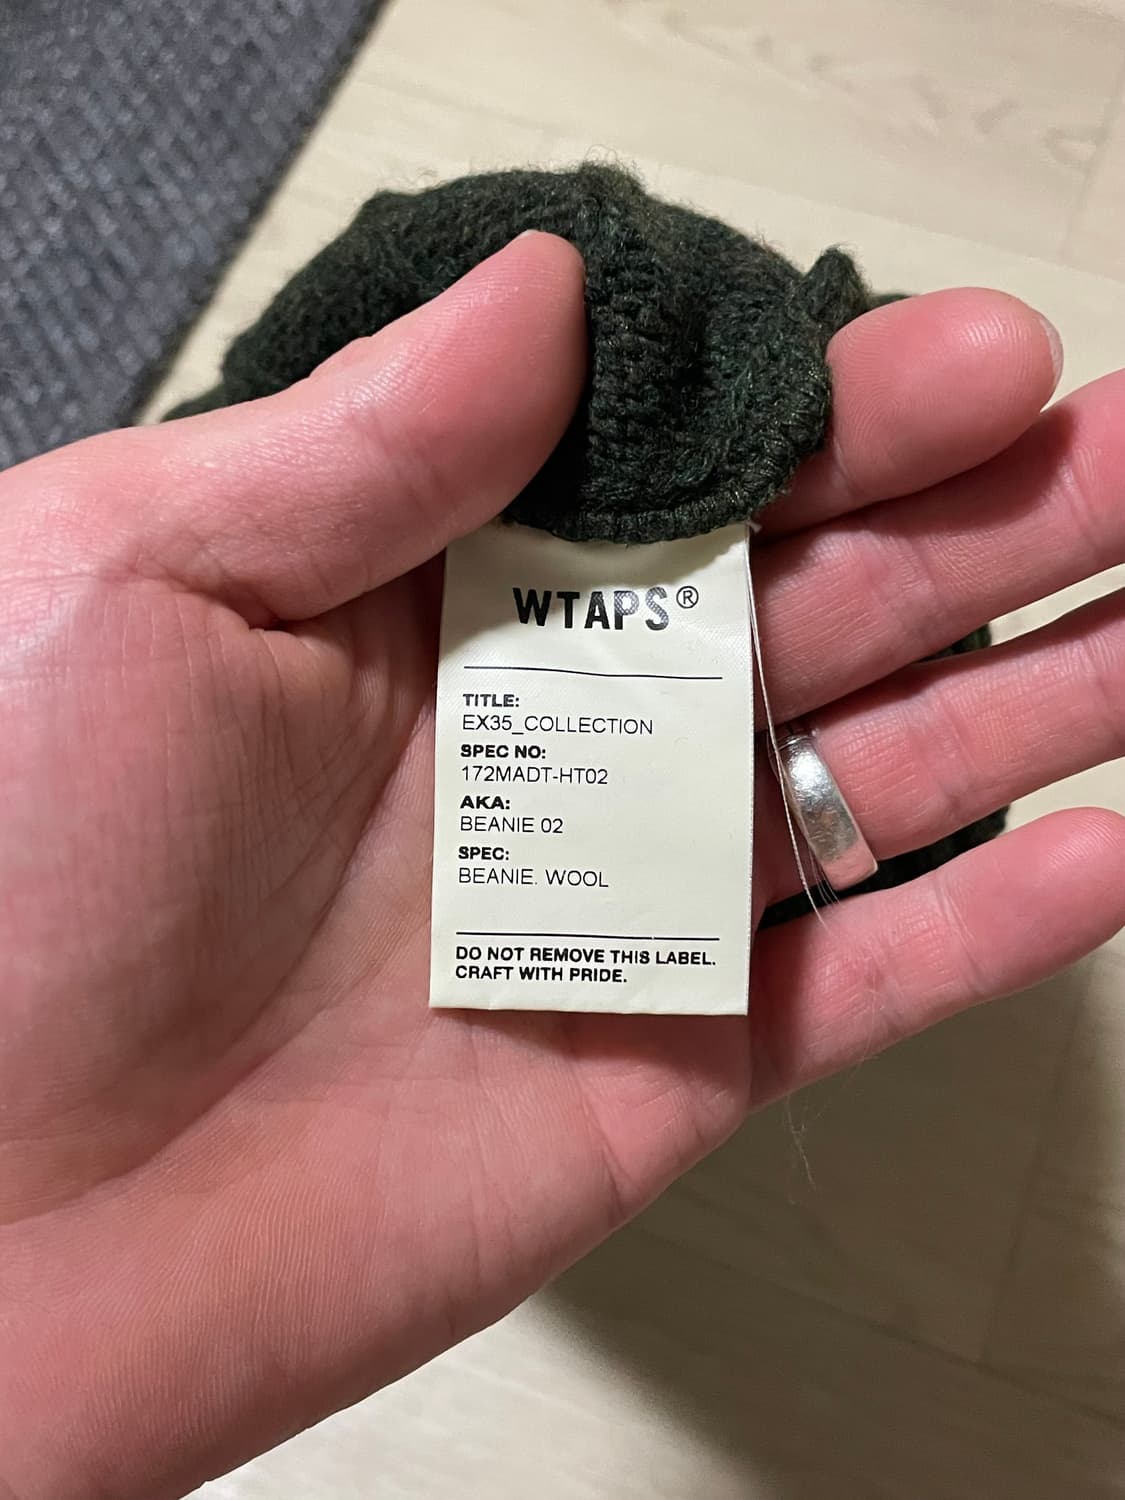 WTAPS®
TITLE:
EX35_COLLECTION
SPEC NO:
172MADT-HT02
AKA:
BEANIE 02
SPEC:
BEANIE. WOOL
DO NOT REMOVE THIS LABEL.
CRAFT WITH PRIDE.